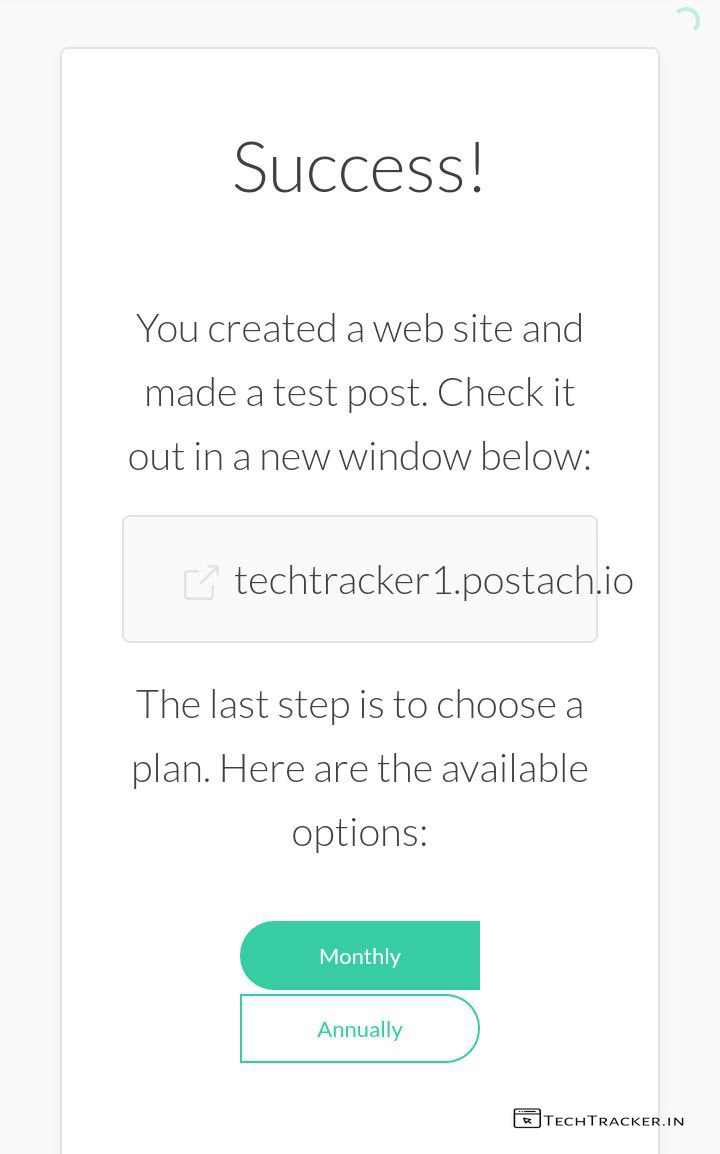 Success!
You created a web site and
made a test post. Check it
out in a new window below:
techtracker1.postach.io
The last step is to choose a
plan. Here are the available
options:
Monthly
Annually
TECHTRACKER.IN